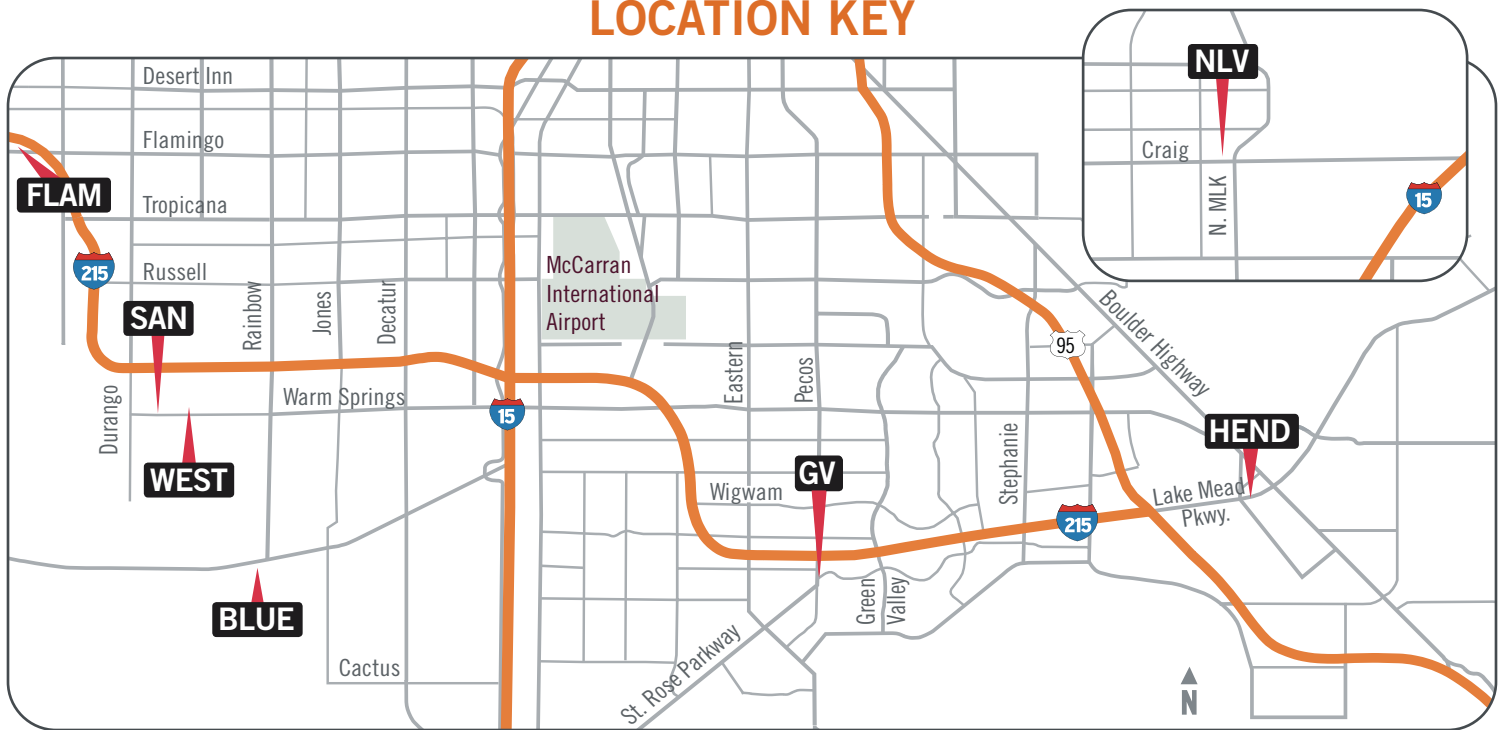 LOCATION KEY
NLV
Craig
N. MLK
15
Desert Inn
Flamingo
FLAM
Tropicana
215
Russell
McCarran
International
Airport
SAN
Rainbow
Jones
Decatur
Boulder Highway
95
Durango
Warm Springs
15
Eastern
Pecos
Stephanie
HEND
WEST
GV
Wigwam
Lake Mead
Pkwy.
215
BLUE
Green
Valley
St. Rose Parkway
Cactus
N